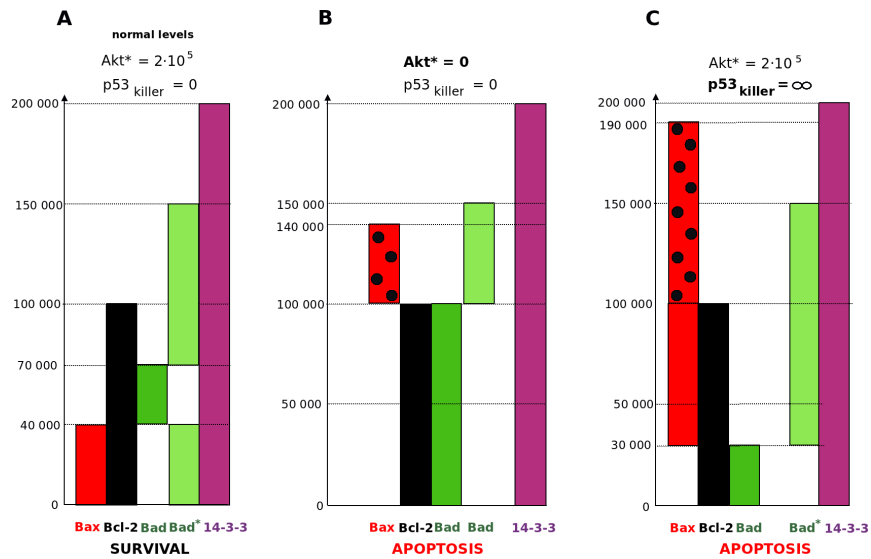 A
normal levels
Akt* = 2·10 5
p53 killer = 0
200 000
150 000
100 000
70 000
40 000
0
Bax Bcl-2 Bad Bad* 14-3-3
SURVIVAL
B
Akt* = 0
p53 killer = 0
200 000
150 000
140 000
100 000
50 000
0
Bax Bcl-2 Bad Bad 14-3-3
APOPTOSIS
C
Akt* = 2·10 5
p53 killer = ∞
200 000
190 000
150 000
100 000
50 000
30 000
0
Bax Bcl-2 Bad Bad* 14-3-3
APOPTOSIS